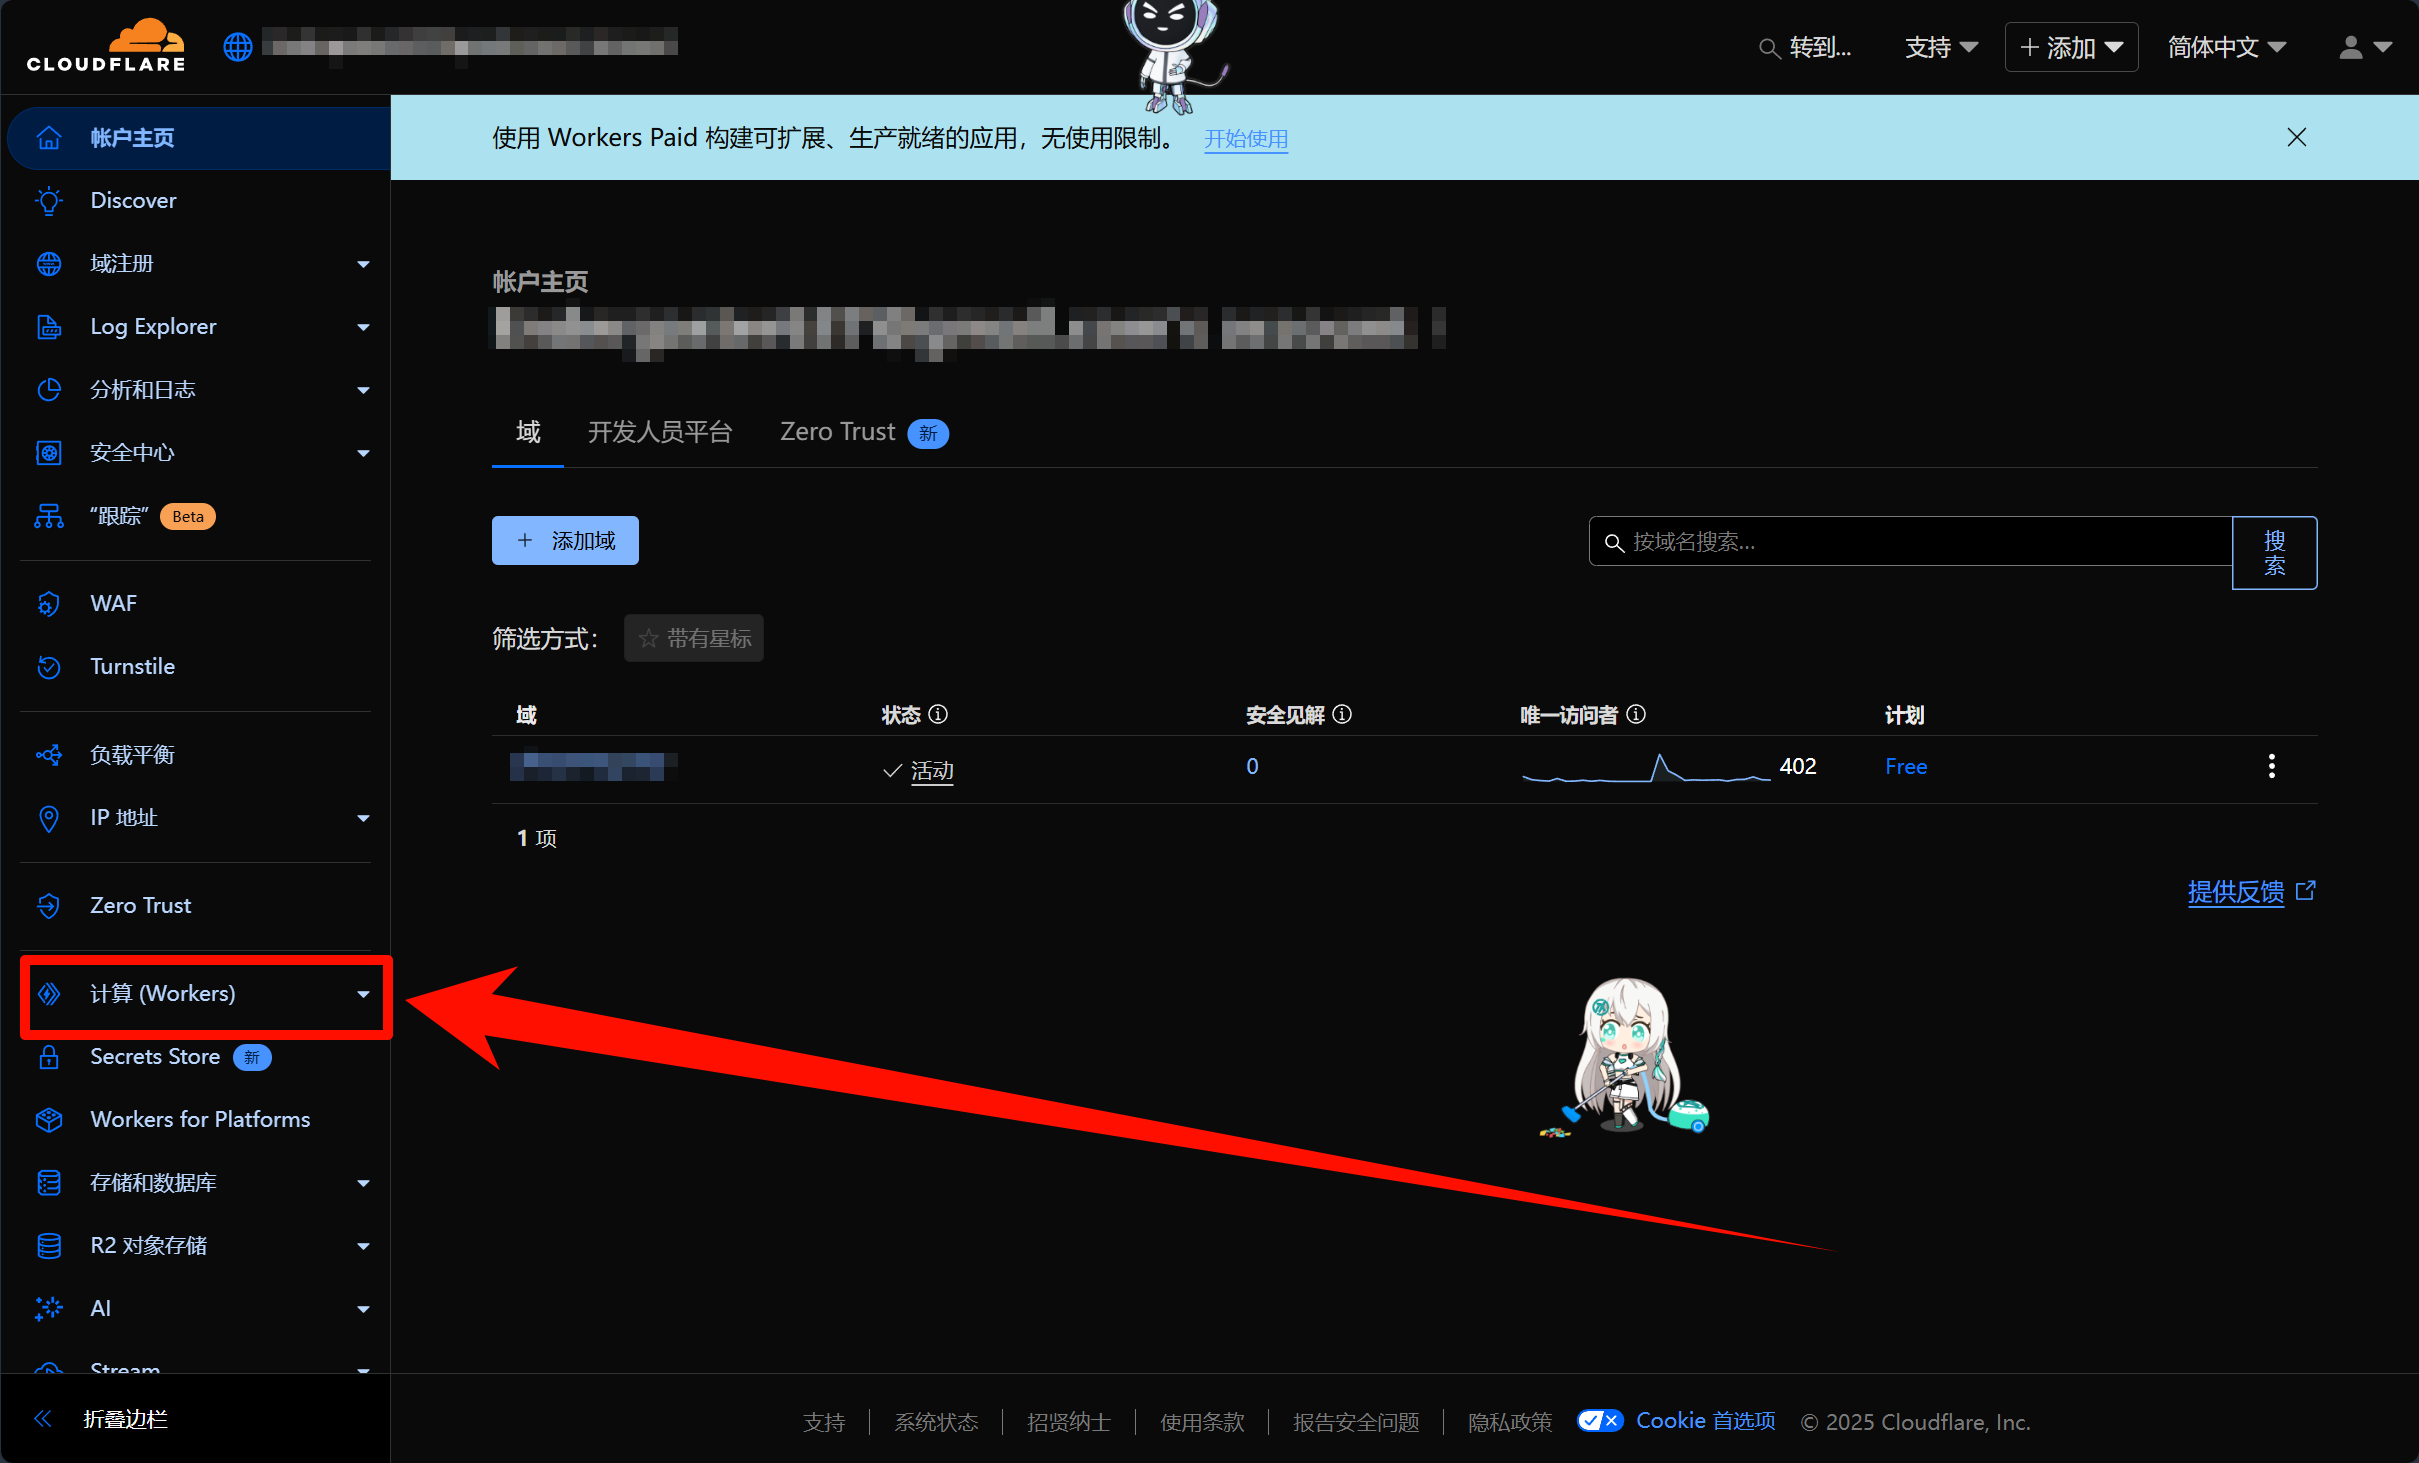 CLOUDFLARE
转到...
支持
添加
简体中文
使用 Workers Paid 构建可扩展、生产就绪的应用，无使用限制。 开始使用
帐户主页
Discover
域注册
Log Explorer
分析和日志
安全中心
“跟踪” Beta
WAF
Turnstile
负载平衡
IP 地址
Zero Trust
计算 (Workers)
Secrets Store 新
Workers for Platforms
存储和数据库
R2 对象存储
AI
Stream
折叠边栏
帐户主页
域 开发人员平台 Zero Trust 新
添加域
按域名搜索...
搜
索
筛选方式： 带有星标
域 状态 安全见解 唯一访问者 计划
活动 0 402 Free
1 项
提供反馈
支持 系统状态 招贤纳士 使用条款 报告安全问题 隐私政策 Cookie 首选项 © 2025 Cloudflare, Inc.